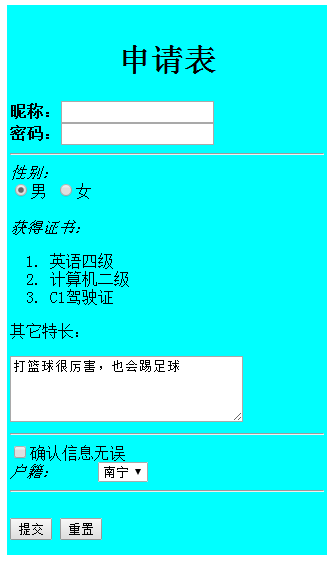 申请表
昵称：
密码：
性别：
男 女
获得证书：
1. 英语四级
2. 计算机二级
3. C1驾驶证
其它特长：
打篮球很厉害，也会踢足球
确认信息无误
户籍： 南宁
提交 重置